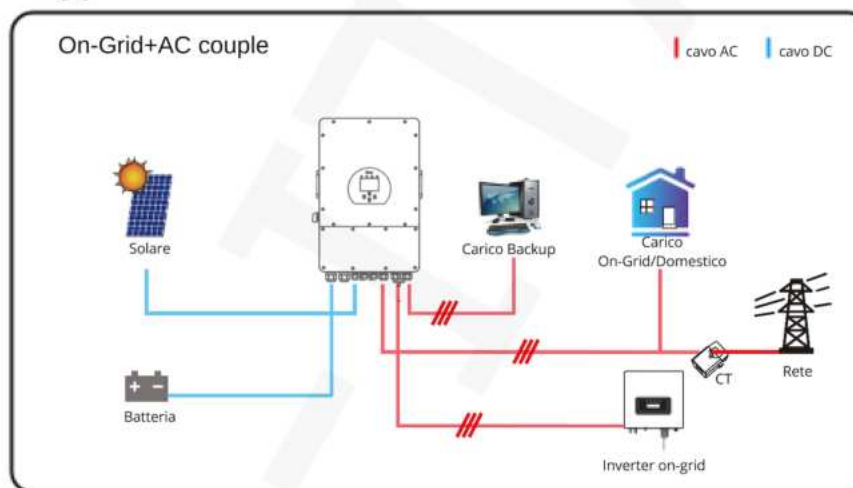 On-Grid+AC couple
cavo AC
cavo DC
Solare
Carico Backup
Carico
On-Grid/Domestico
Batteria
CT
Rete
Inverter on-grid